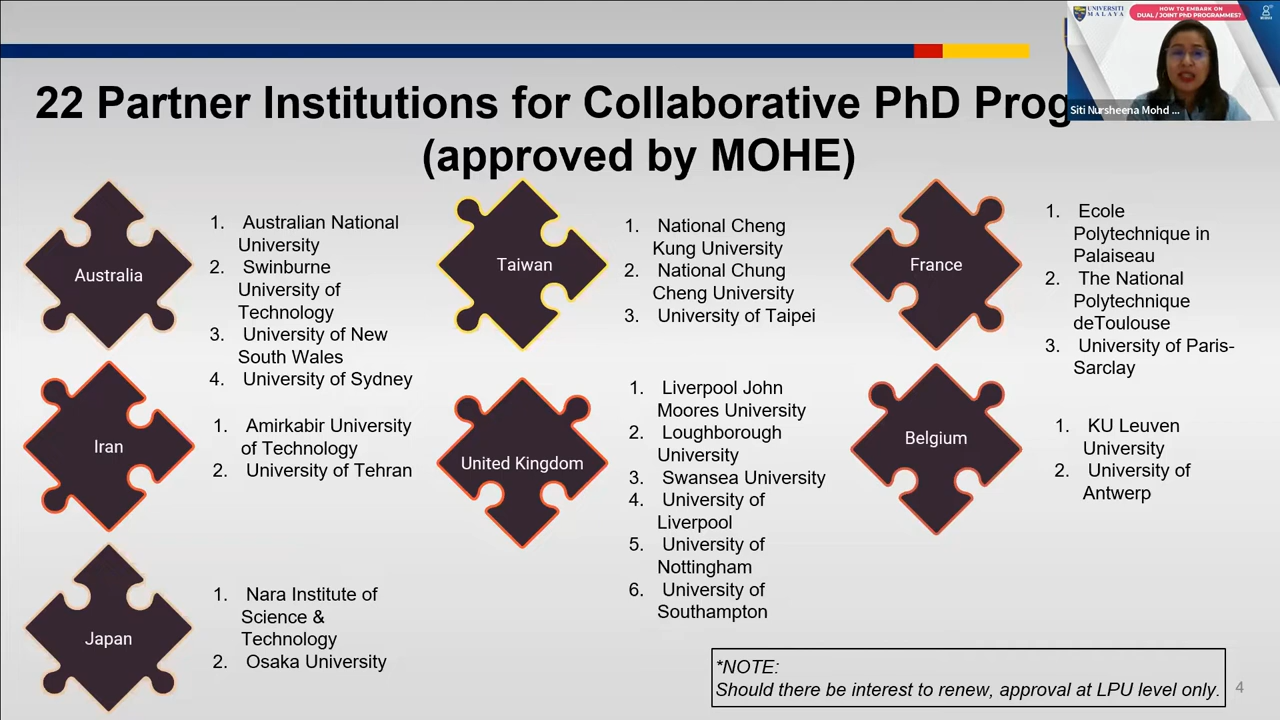 UNIVERSITI
MALAYA
HOW TO EMBARK ON
DUAL / JOINT PhD PROGRAMMES?
Siti Nursheena Mohd ...
22 Partner Institutions for Collaborative PhD Prog
(approved by MOHE)
Australia
1. Australian National
University
2. Swinburne
University of
Technology
3. University of New
South Wales
4. University of Sydney
Taiwan
1. National Cheng
Kung University
2. National Chung
Cheng University
3. University of Taipei
France
1. Ecole
Polytechnique in
Palaiseau
2. The National
Polytechnique
deToulouse
3. University of Paris-
Sarclay
Iran
1. Amirkabir University
of Technology
2. University of Tehran
United Kingdom
1. Liverpool John
Moores University
2. Loughborough
University
3. Swansea University
4. University of
Liverpool
5. University of
Nottingham
6. University of
Southampton
Belgium
1. KU Leuven
University
2. University of
Antwerp
Japan
1. Nara Institute of
Science &
Technology
2. Osaka University
*NOTE:
Should there be interest to renew, approval at LPU level only.
4